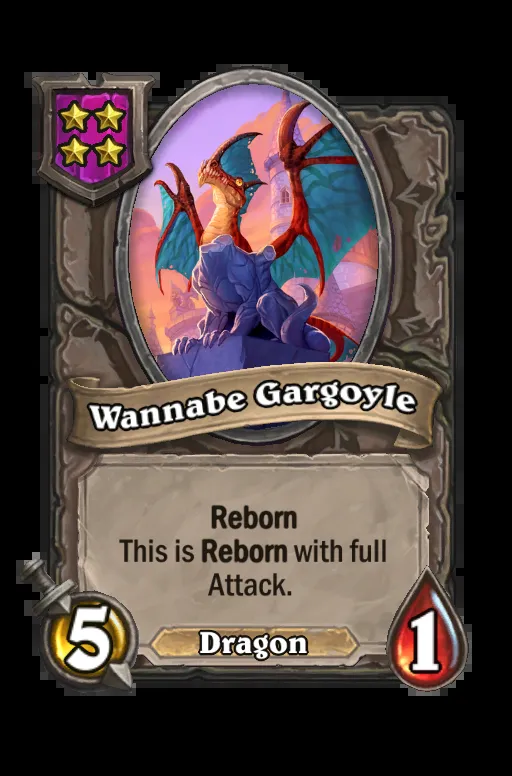 Wannabe Gargoyle
Reborn
This is Reborn with full
Attack.
5
Dragon
1